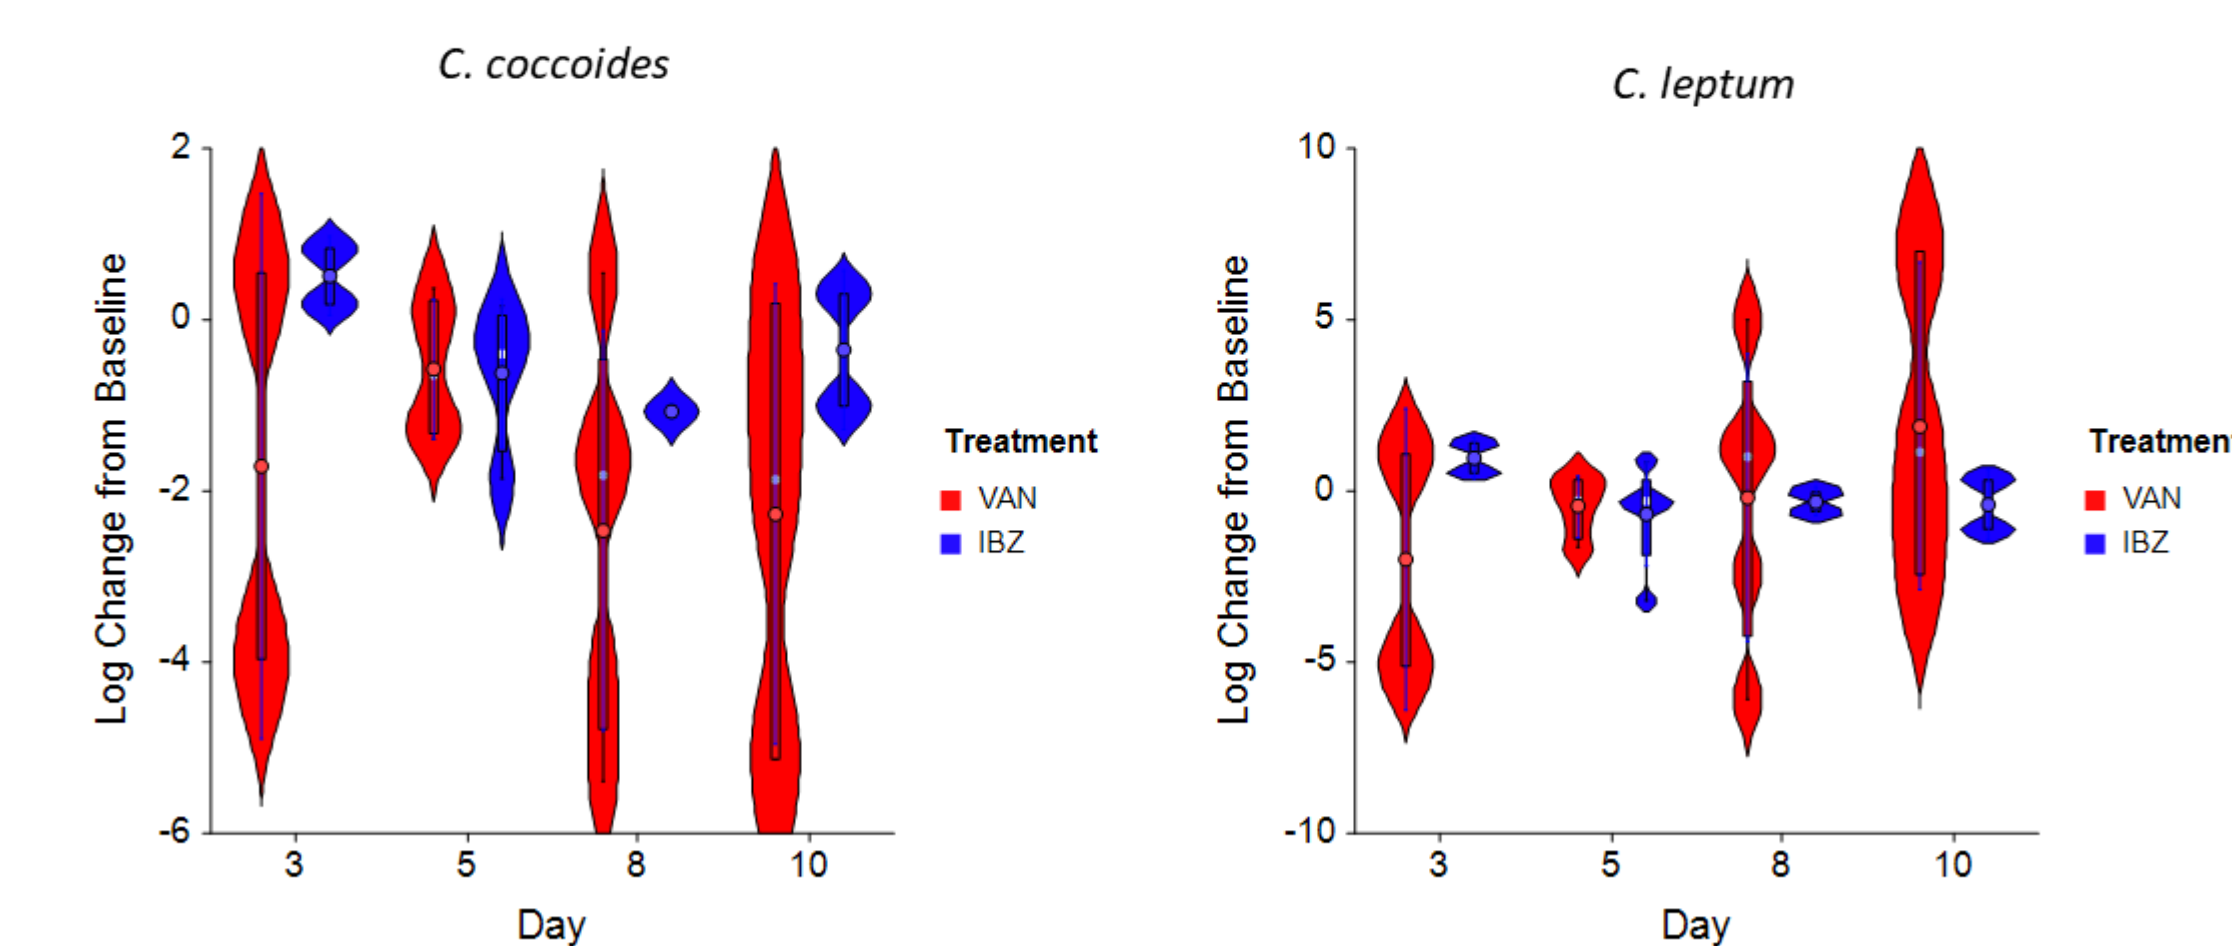 C. coccoides
2
0
-2
-4
-6
Log Change from Baseline
3 5 8 10
Day
Treatment
VAN
IBZ
C. leptum
10
5
0
-5
-10
Log Change from Baseline
3 5 8 10
Day
Treatmen
VAN
IBZ